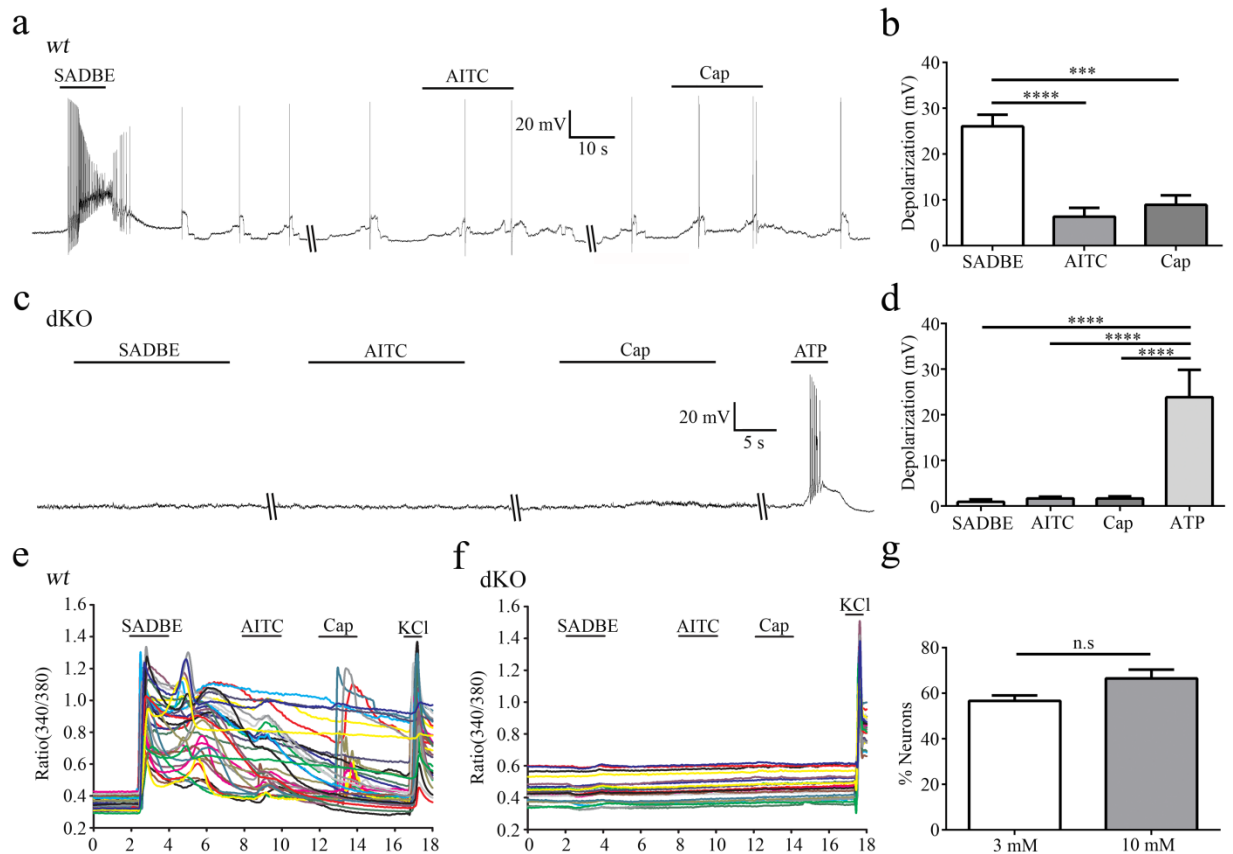 a
wt
SADBE
AITC
Cap
20 mV
10 s
b
Depolarization (mV)
40
30
20
10
0
***
****
SADBE
AITC
Cap
c
dKO
SADBE
AITC
Cap
ATP
20 mV
5 s
d
Depolarization (mV)
40
30
20
10
0
****
****
****
SADBE
AITC
Cap
ATP
e
wt
Ratio(340/380)
1.6
1.4
1.2
1.0
0.8
0.6
0.4
0.2
SADBE
AITC
Cap
KCl
0 2 4 6 8 10 12 14 16 18
f
dKO
Ratio(340/380)
1.6
1.4
1.2
1.0
0.8
0.6
0.4
0.2
SADBE
AITC
Cap
KCl
0 2 4 6 8 10 12 14 16 18
g
% Neurons
80
60
40
20
0
n.s
3 mM
10 mM